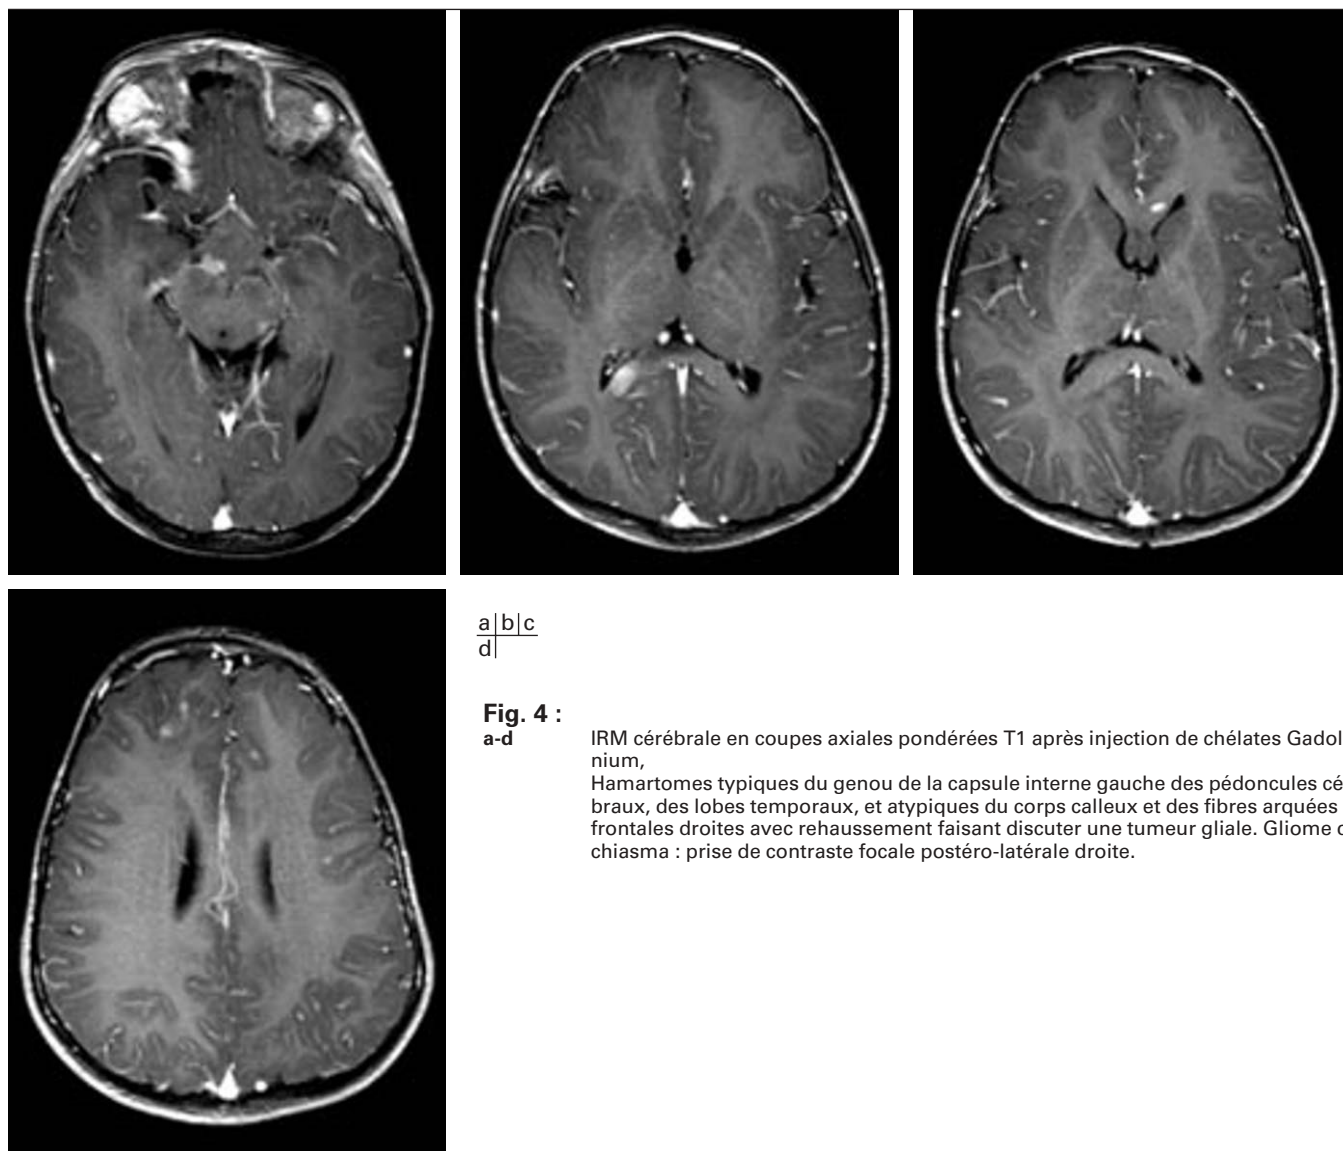 a|b|c
d|
Fig. 4 :
a-d IRM cérébrale en coupes axiales pondérées T1 après injection de chélates Gadol
nium,
Hamartomes typiques du genou de la capsule interne gauche des pédoncules cé
braux, des lobes temporaux, et atypiques du corps calleux et des fibres arquées
frontales droites avec rehaussement faisant discuter une tumeur gliale. Gliome
chiasma : prise de contraste focale postéro-latérale droite.